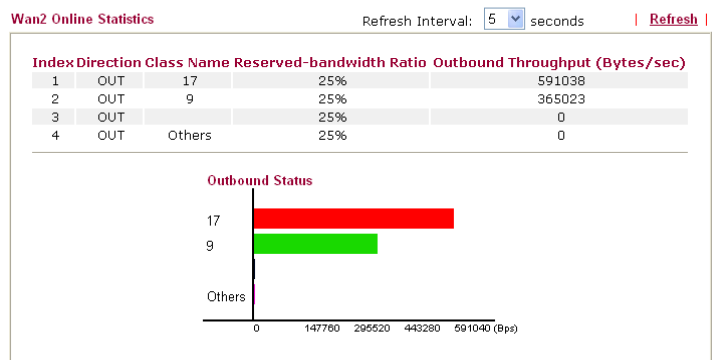 Wan2 Online Statistics Refresh Interval: 5 seconds | Refresh |
Index Direction Class Name Reserved-bandwidth Ratio Outbound Throughput (Bytes/sec)
1 OUT 17 25% 591038
2 OUT 9 25% 365023
3 OUT 25% 0
4 OUT Others 25% 0
Outbound Status
17
9
Others
0 147760 295520 443280 591040 (Bps)